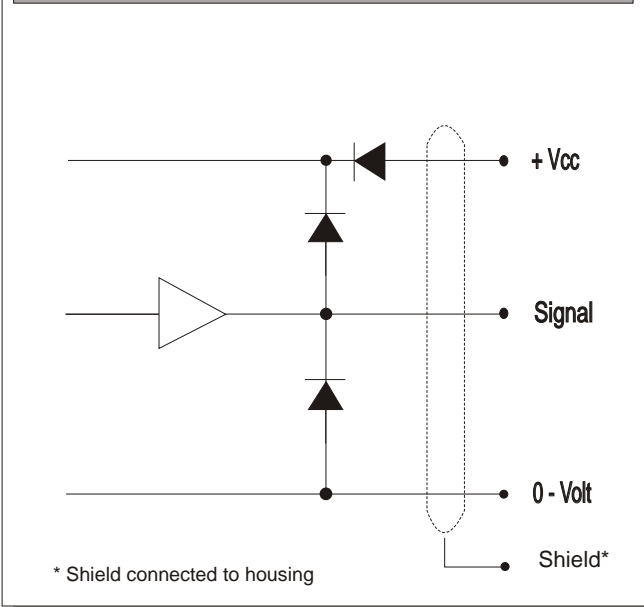 + Vcc
Signal
0 - Volt
Shield*
* Shield connected to housing